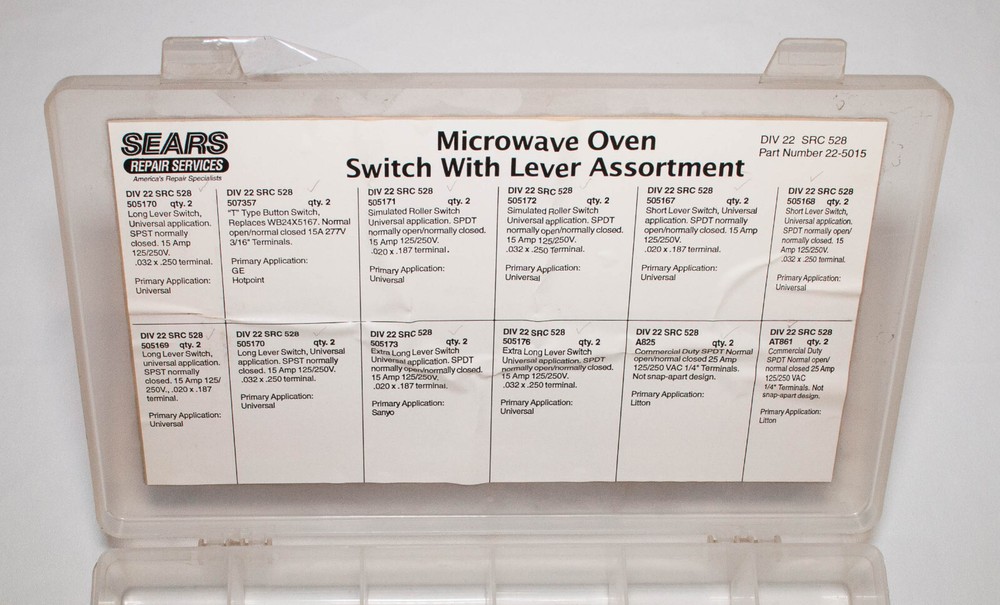 SEARS
REPAIR SERVICES
America's Repair Specialists
Microwave Oven
Switch With Lever Assortment
DIV 22 SRC 528
Part Number 22-5015
DIV 22 SRC 528
505170 qty. 2
Long Lever Switch,
Universal application.
SPST normally
closed. 15 Amp
125/250V.
.032 x .250 terminal.
Primary Application:
Universal
DIV 22 SRC 528
507357 qty. 2
"T" Type Button Switch,
Replaces WB24X5167. Normal
open/normal closed 15A 277V
3/16" Terminals.
Primary Application:
GE
Hotpoint
DIV 22 SRC 528
505171 qty. 2
Simulated Roller Switch
Universal application. SPDT
normally open/normally closed.
15 Amp 125/250V.
.020 x .187 terminal.
Primary Application:
Universal
DIV 22 SRC 528
505172 qty. 2
Simulated Roller Switch
Universal application. SPDT
normally open/normally closed.
15 Amp 125/250V.
.032 x .250 Terminal.
Primary Application:
Universal
DIV 22 SRC 528
505167 qty. 2
Short Lever Switch, Universal
application. SPDT normally
open/normally closed. 15 Amp
125/250V.
.020 x .187 terminal.
Primary Application:
Universal
DIV 22 SRC 528
505168 qty. 2
Short Lever Switch,
Universal application.
SPDT normally open/
normally closed. 15
Amp 125/250V.
.032 x .250 terminal.
Primary Application:
Universal
DIV 22 SRC 528
505169 qty. 2
Long Lever Switch,
universal application.
SPST normally
closed. 15 Amp 125/
250V., .020 x .187
terminal.
Primary Application:
Universal
DIV 22 SRC 528
505170 qty. 2
Long Lever Switch, Universal
application. SPST normally
closed. 15 Amp 125/250V.
.032 x .250 terminal.
Primary Application:
Universal
DIV 22 SRC 528
505173 qty. 2
Extra Long Lever Switch
Universal application. SPDT
normally open/normally closed.
15 Amp 125/250V.
.020 x .187 terminal.
Primary Application:
Sanyo
DIV 22 SRC 528
505176 qty. 2
Extra Long Lever Switch
Universal application. SPDT
normally open/normally closed.
15 Amp 125/250V.
.032 x .250 terminal.
Primary Application:
Universal
DIV 22 SRC 528
A825 qty. 2
Commercial Duty SPDT Normal
open/normal closed 25 Amp
125/250 VAC 1/4" Terminals.
Not snap-apart design.
Primary Application:
Litton
DIV 22 SRC 528
AT861 qty. 2
Commercial Duty
SPDT Normal open/
normal closed 25 Amp
125/250 VAC
1/4" Terminals. Not
snap-apart design.
Primary Application:
Litton